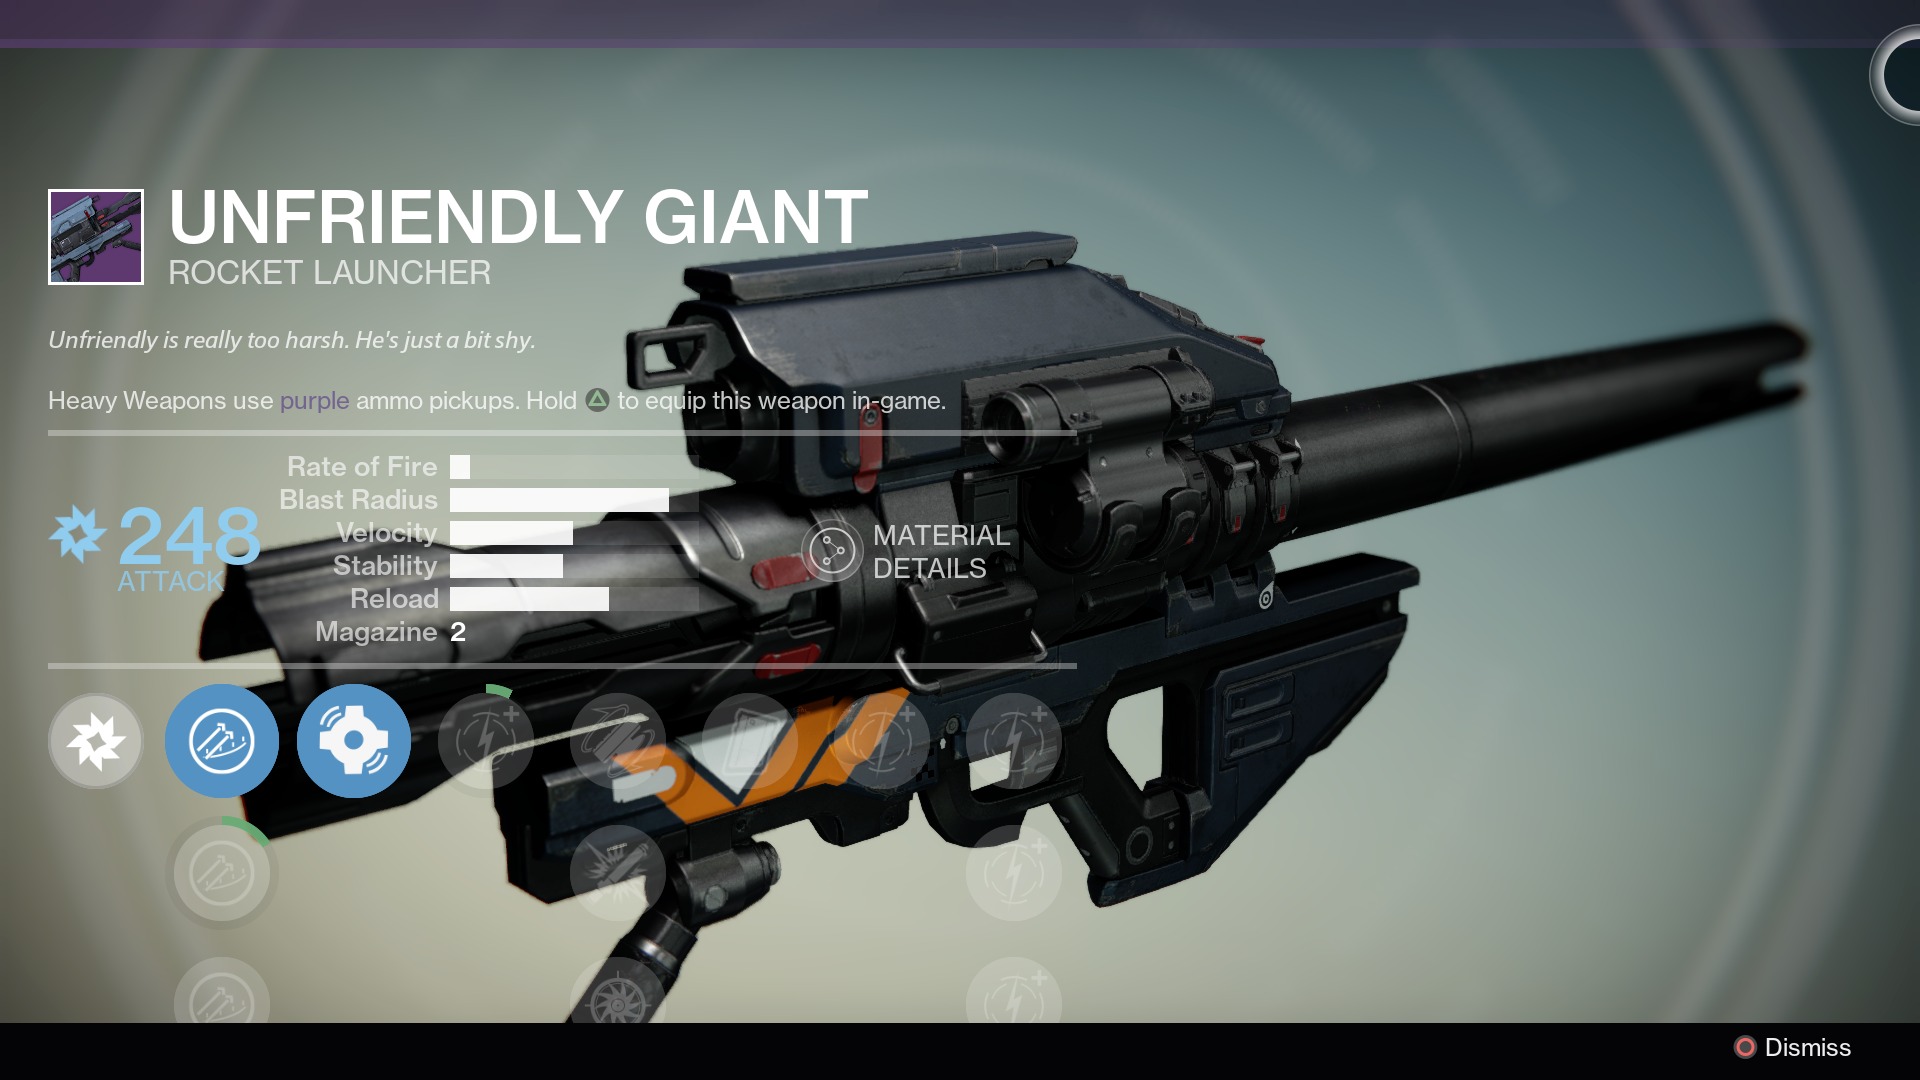 UNFRIENDLY GIANT
ROCKET LAUNCHER
Unfriendly is really too harsh. He's just a bit shy.
Heavy Weapons use purple ammo pickups. Hold to equip this weapon in-game.
248
ATTACK
Rate of Fire
Blast Radius
Velocity
Stability
Reload
Magazine 2
MATERIAL
DETAILS
Dismiss